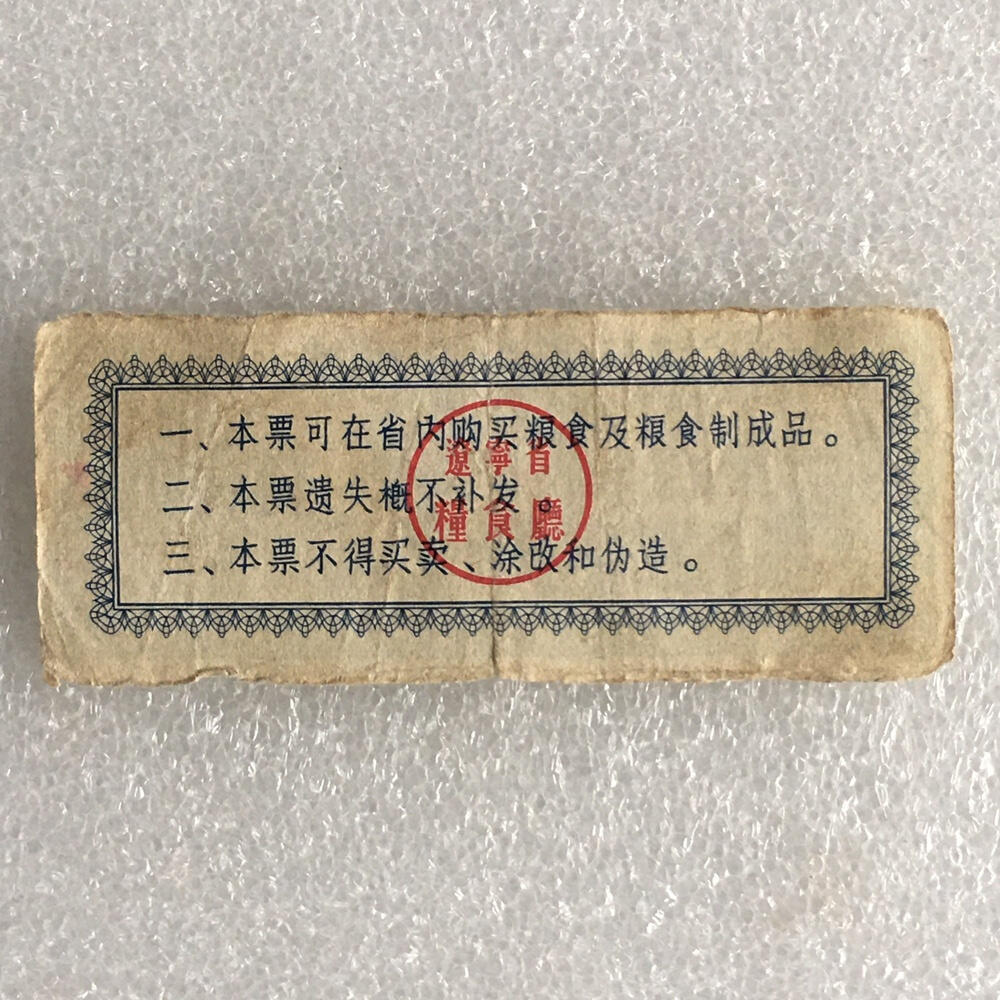 一、本票可在省内购买粮食及粮食制成品。
二、本票遗失概不补发。
三、本票不得买卖、涂改和伪造。
遼寧省
糧食廳